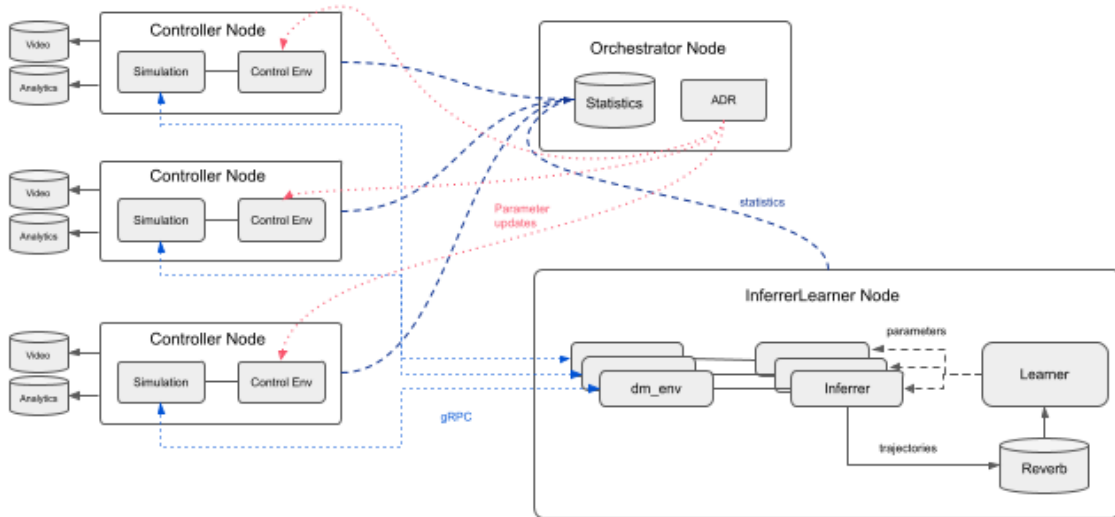 Controller Node
Video
Analytics
Simulation
Control Env
Orchestrator Node
Statistics
ADR
Controller Node
Video
Analytics
Simulation
Control Env
Parameter
updates
statistics
Controller Node
Video
Analytics
Simulation
Control Env
gRPC
InferrerLearner Node
parameters
dm_env
Inferrer
Learner
trajectories
Reverb